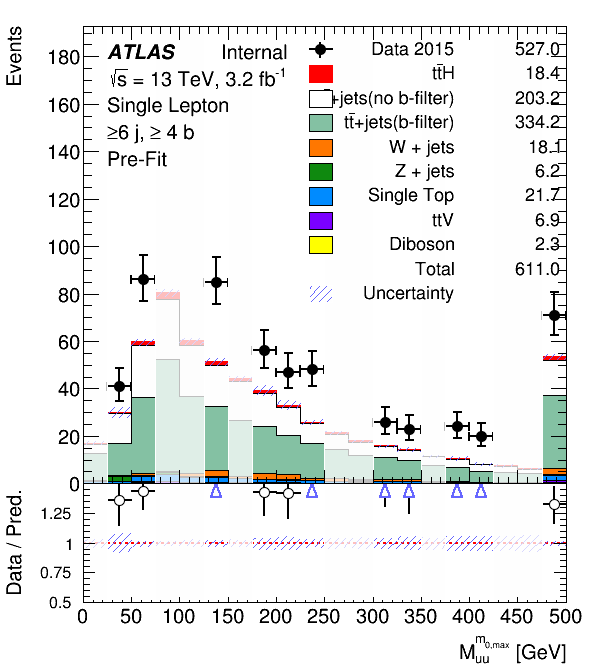 Events
ATLAS Internal
√s = 13 TeV, 3.2 fb⁻¹
Single Lepton
≥6 j, ≥ 4 b
Pre-Fit
Data 2015 527.0
tt̄H 18.4
+jets(no b-filter) 203.2
tt̄+jets(b-filter) 334.2
W + jets 18.1
Z + jets 6.2
Single Top 21.7
ttV 6.9
Diboson 2.3
Total 611.0
Uncertainty
180
160
140
120
100
80
60
40
20
0
Data / Pred.
1.25
1
0.75
0.5
0 50 100 150 200 250 300 350 400 450 500
M_uu^m_0,max [GeV]